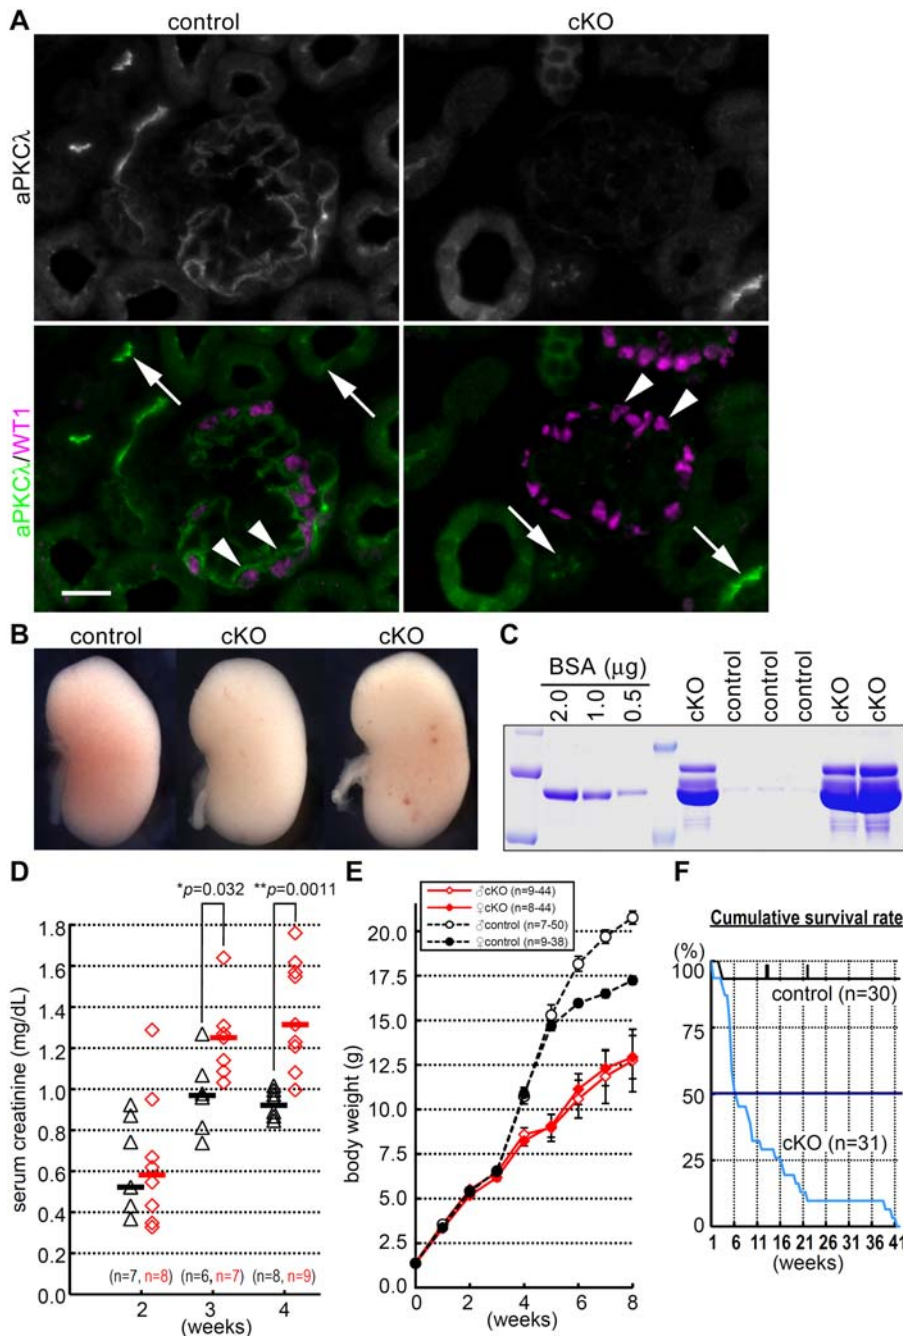 A
control
cKO
aPKCλ
aPKCλ/WT1
B
control
cKO
cKO
C
BSA (μg)
2.0
1.0
0.5
cKO
control
control
control
cKO
cKO
D
*p=0.032
**p=0.0011
serum creatinine (mg/dL)
1.8
1.6
1.4
1.2
1.0
0.8
0.6
0.4
0.2
0.0
(n=7, n=8)
(n=6, n=7)
(n=8, n=9)
2
3
4
(weeks)
E
♂cKO (n=9-44)
♀cKO (n=8-44)
♂control (n=7-50)
♀control (n=9-38)
body weight (g)
20.0
17.5
15.0
12.5
10.0
7.5
5.0
2.5
0.0
0
2
4
6
8
(weeks)
F
Cumulative survival rate
(%)
100
75
50
25
0
control (n=30)
cKO (n=31)
1
6
11
16
21
26
31
36
41
(weeks)